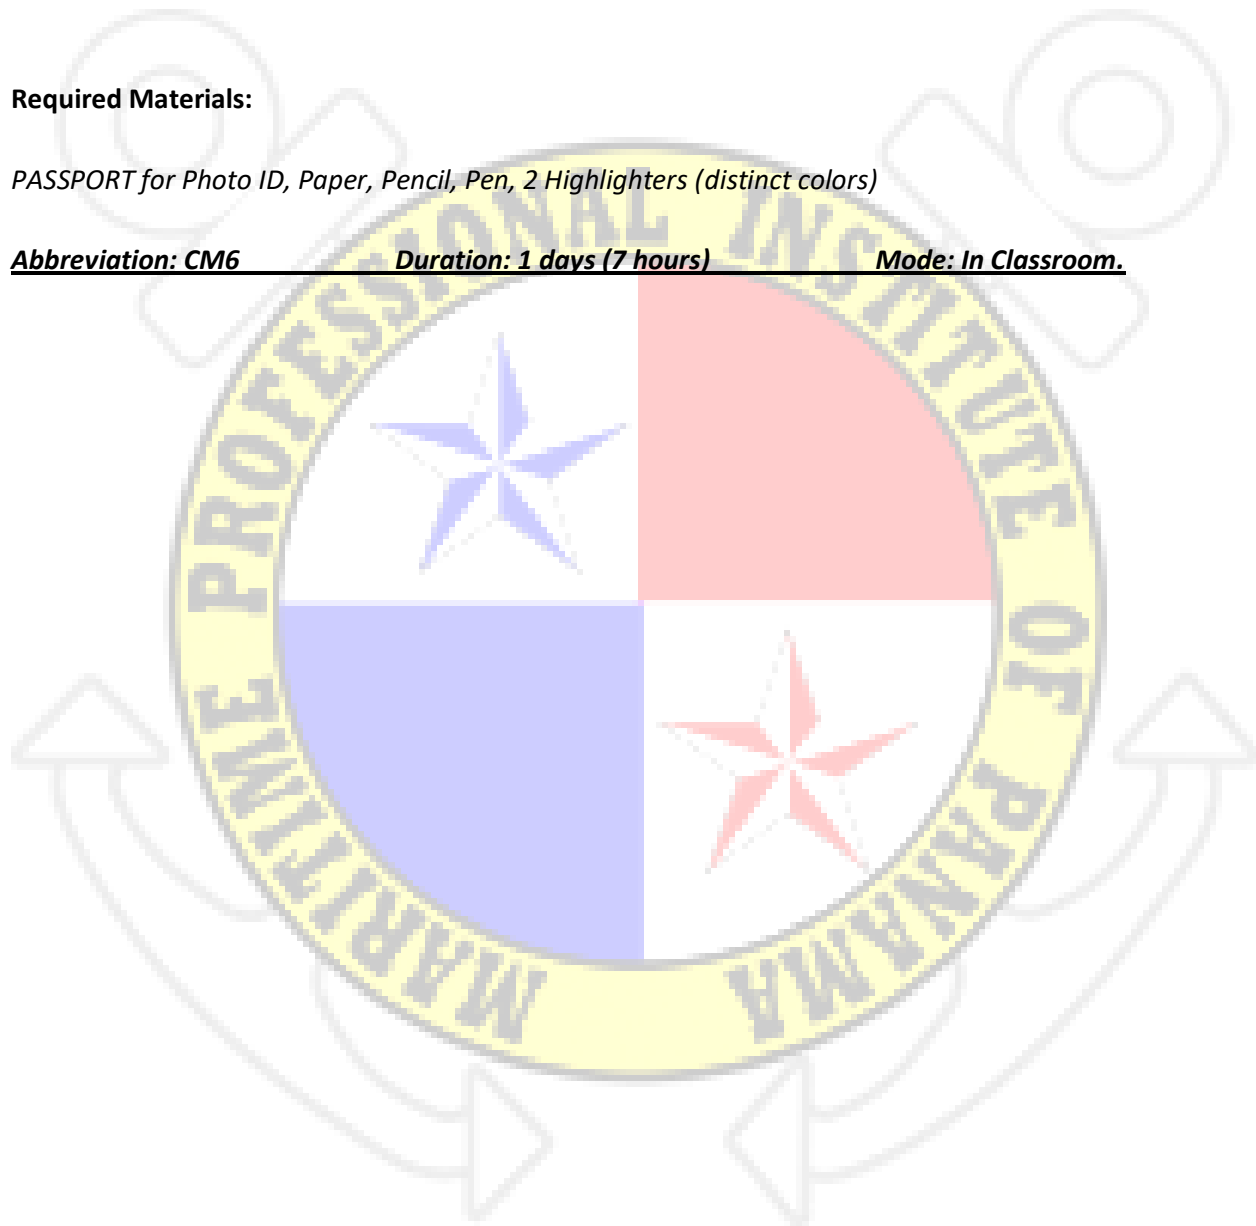 Required Materials:
PASSPORT for Photo ID, Paper, Pencil, Pen, 2 Highlighters (distinct colors)
Abbreviation: CM6 Duration: 1 days (7 hours) Mode: In Classroom.
MARITIME PROFESSIONAL INSTITUTE OF PANAMA